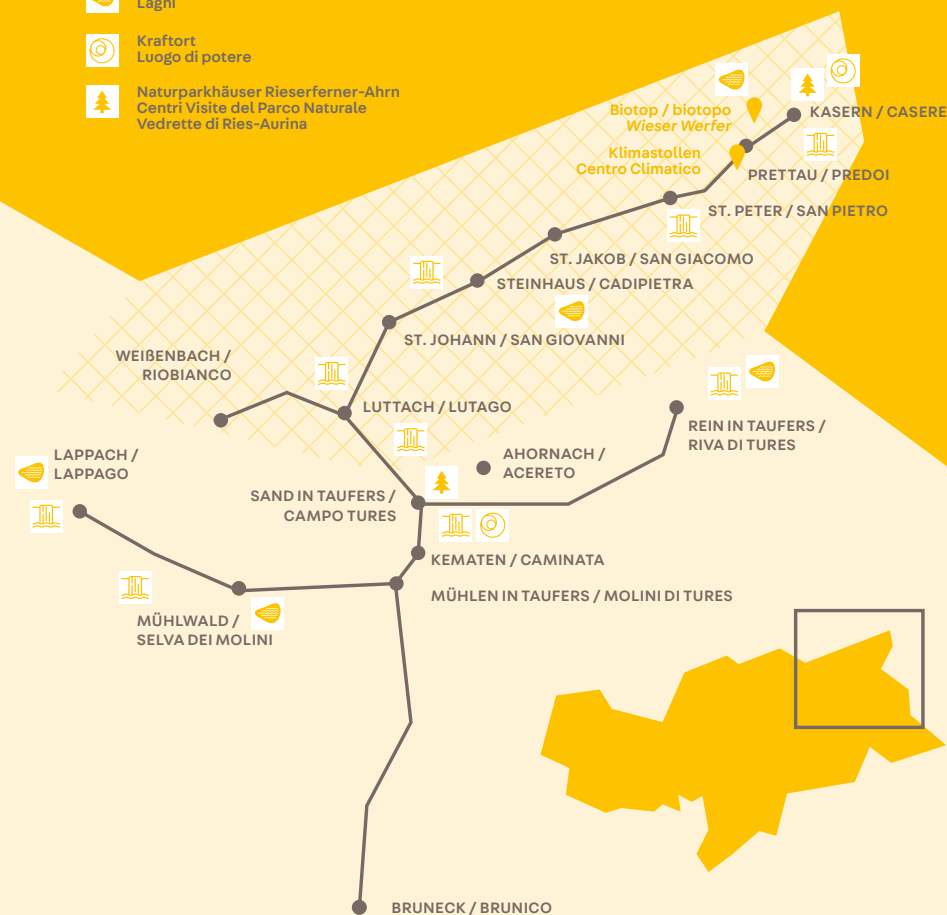 Laghi
Kraftort
Luogo di potere
Naturparkhäuser Rieserferner-Ahrn
Centri Visite del Parco Naturale
Vedrette di Ries-Aurina
Biotop / biotopo
Wieser Werfer
KASERN / CASERE
Klimastollen
Centro Climatico
PRETTAU / PREDOI
ST. PETER / SAN PIETRO
ST. JAKOB / SAN GIACOMO
STEINHAUS / CADIPIETRA
ST. JOHANN / SAN GIOVANNI
WEIßENBACH /
RIOBIANCO
LUTTACH / LUTAGO
REIN IN TAUFERS /
RIVA DI TURES
LAPPACH /
LAPPAGO
AHORNACH /
ACERETO
SAND IN TAUFERS /
CAMPO TURES
KEMATEN / CAMINATA
MÜHLEN IN TAUFERS / MOLINI DI TURES
MÜHLWALD /
SELVA DEI MOLINI
BRUNECK / BRUNICO